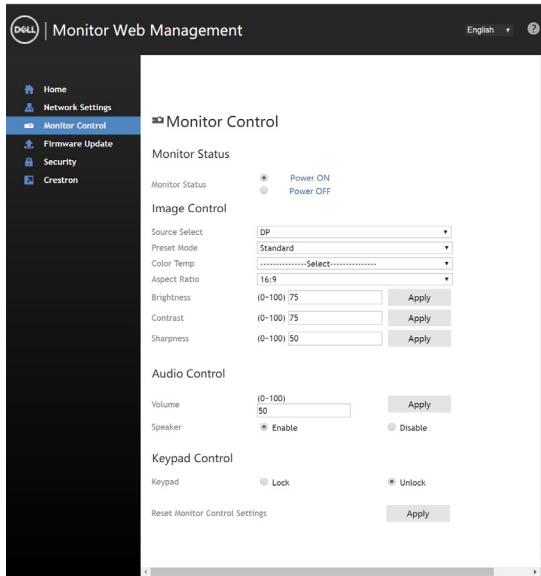 DELL | Monitor Web Management
English
?
Home
Network Settings
Monitor Control
Firmware Update
Security
Crestron
Monitor Control
Monitor Status
Monitor Status Power ON
Power OFF
Image Control
Source Select DP
Preset Mode Standard
Color Temp ---------------Select---------------
Aspect Ratio 16:9
Brightness (0~100) 75 Apply
Contrast (0~100) 75 Apply
Sharpness (0~100) 50 Apply
Audio Control
(0~100)
Volume 50 Apply
Speaker Enable Disable
Keypad Control
Keypad Lock Unlock
Reset Monitor Control Settings Apply